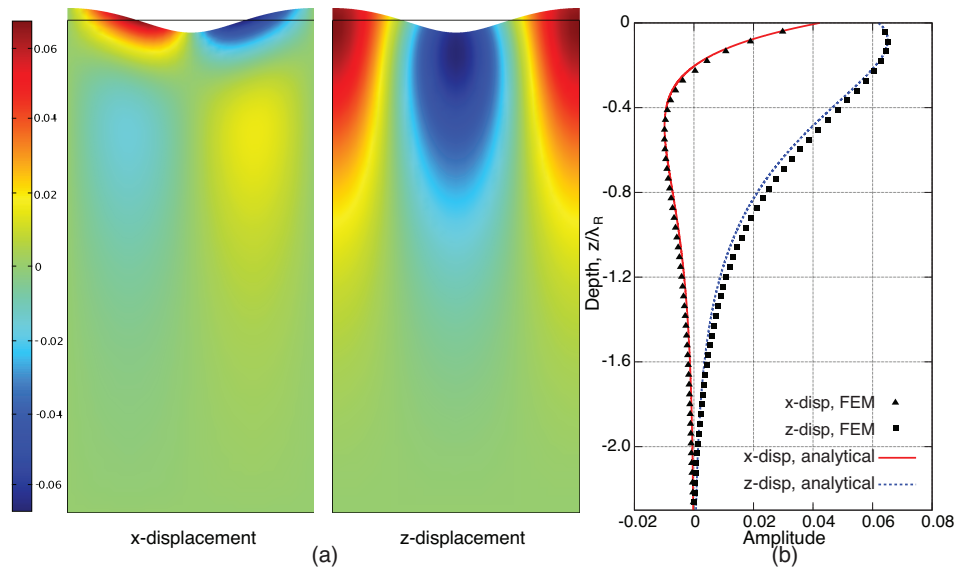 0.06
0.04
0.02
0
-0.02
-0.04
-0.06
x-displacement
z-displacement
(a)
0
-0.4
-0.8
-1.2
-1.6
-2.0
Depth, z/λR
x-disp, FEM
z-disp, FEM
x-disp, analytical
z-disp, analytical
-0.02
0
0.02
0.04
0.06
0.08
Amplitude
(b)